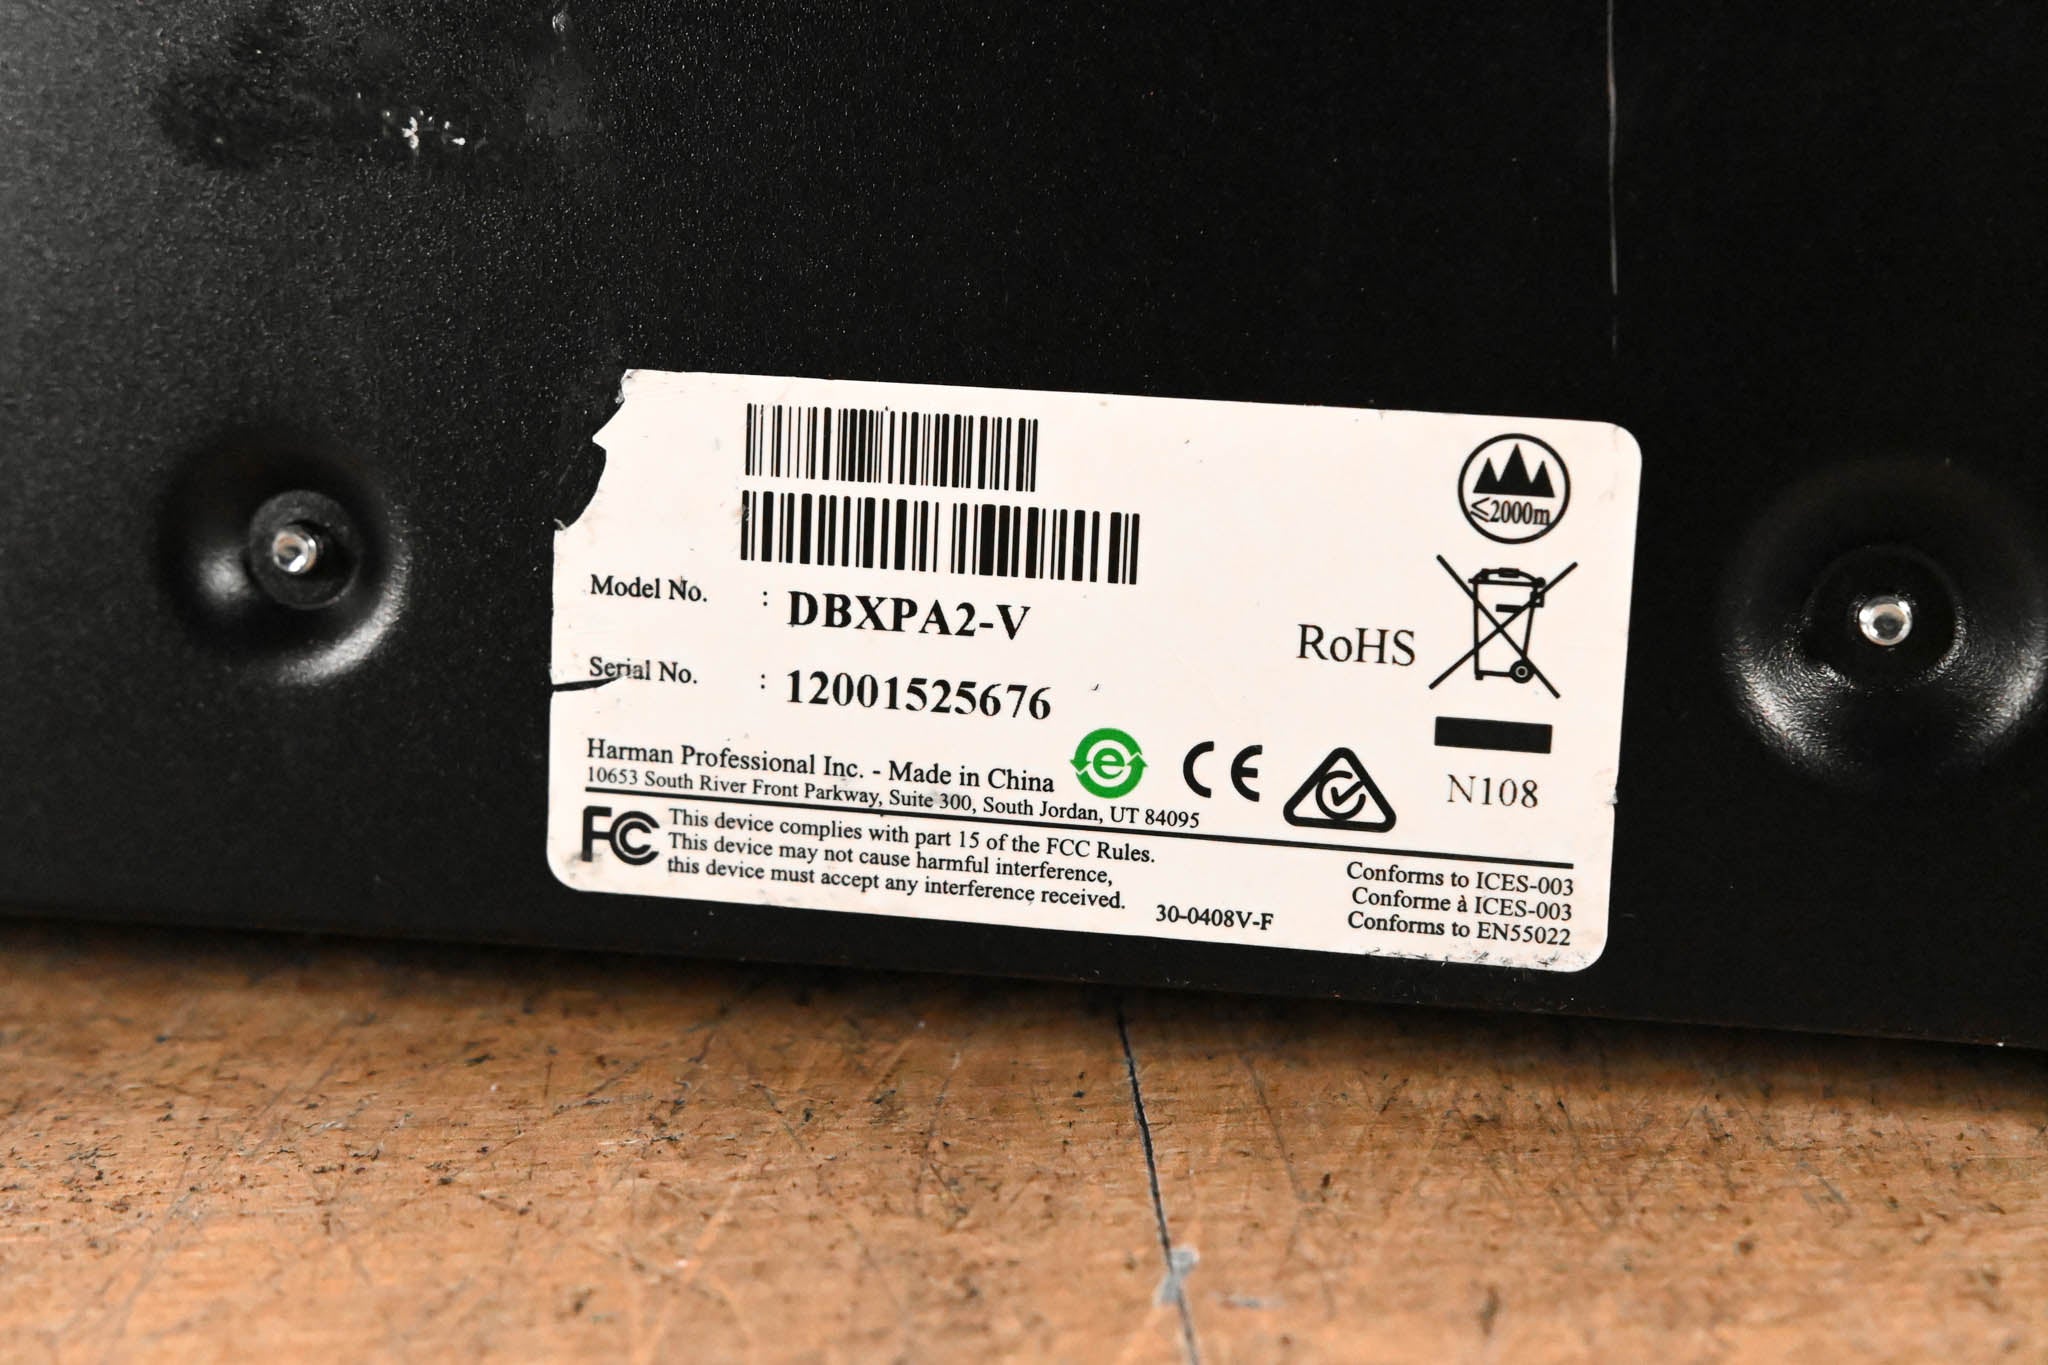 ≤2000m
Model No. : DBXPA2-V
Serial No. : 12001525676
RoHS
Harman Professional Inc. - Made in China
10653 South River Front Parkway, Suite 300, South Jordan, UT 84095
e
CE
N108
FC This device complies with part 15 of the FCC Rules.
This device may not cause harmful interference,
this device must accept any interference received.
30-0408V-F
Conforms to ICES-003
Conforme à ICES-003
Conforms to EN55022